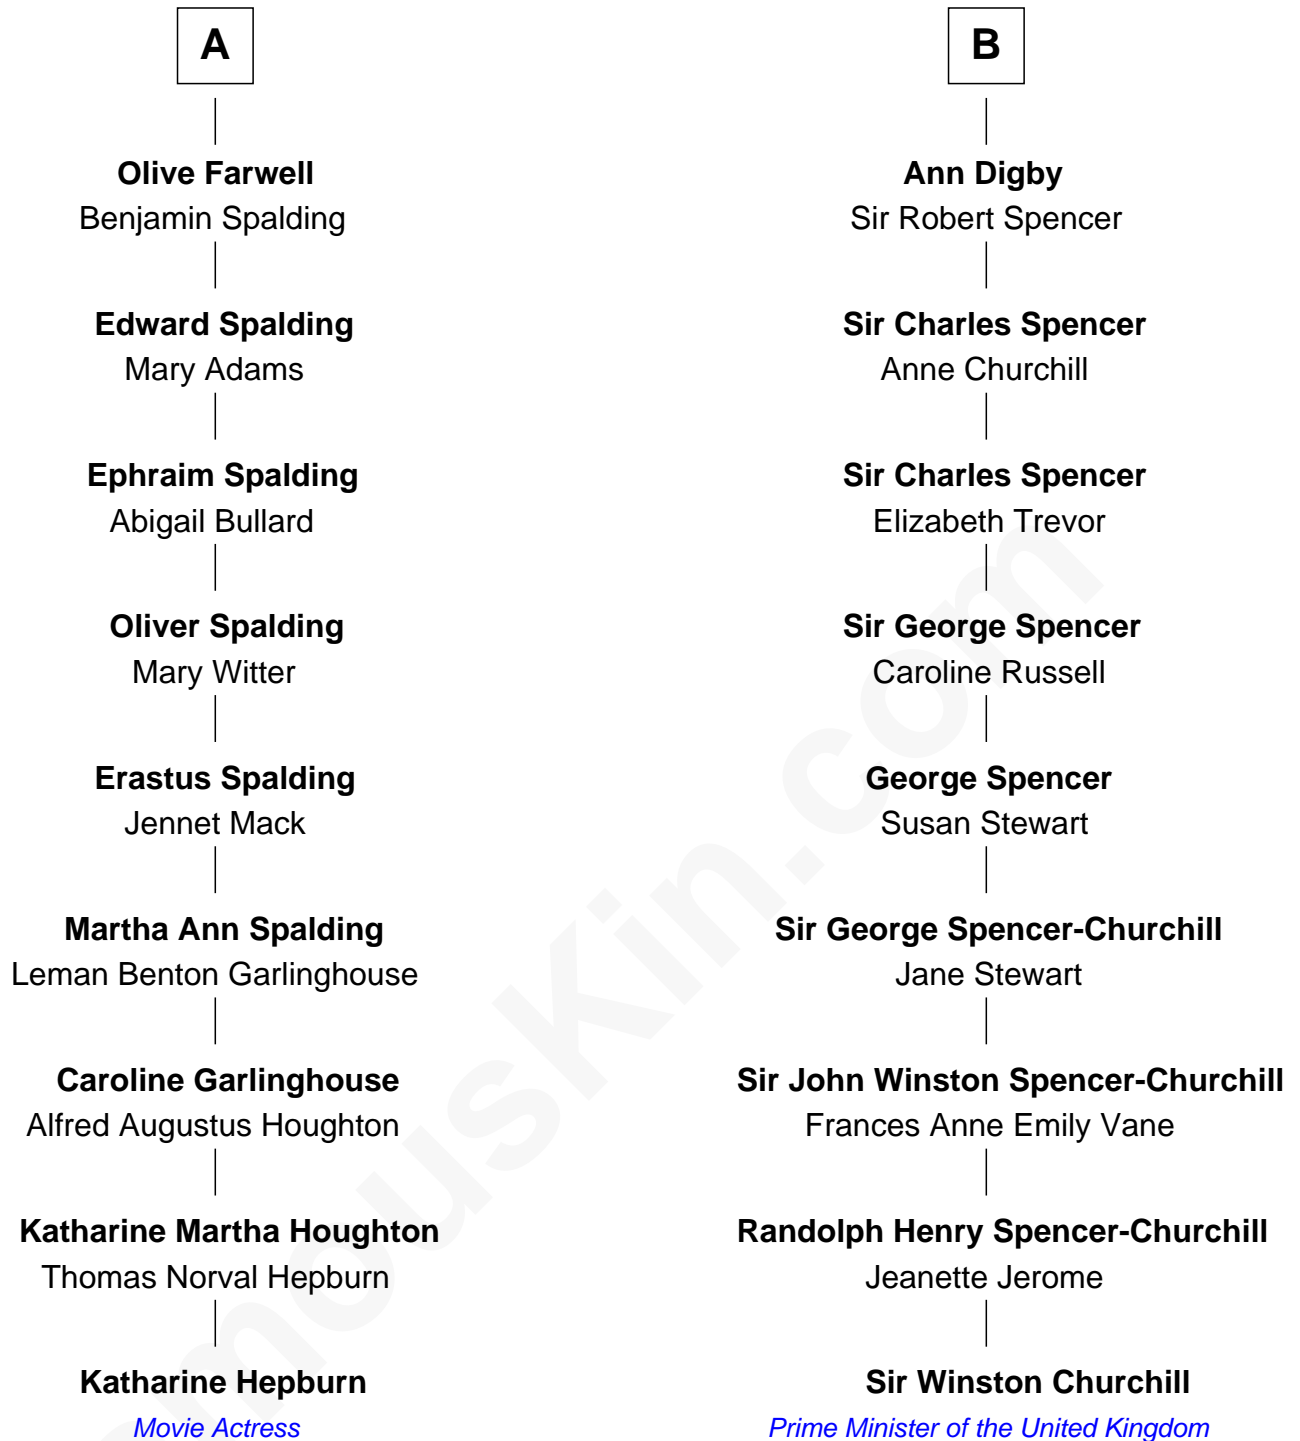 A
Olive Farwell
Benjamin Spalding
Edward Spalding
Mary Adams
Ephraim Spalding
Abigail Bullard
Oliver Spalding
Mary Witter
Erastus Spalding
Jennet Mack
Martha Ann Spalding
Leman Benton Garlinghouse
Caroline Garlinghouse
Alfred Augustus Houghton
Katharine Martha Houghton
Thomas Norval Hepburn
Katharine Hepburn
Movie Actress
B
Ann Digby
Sir Robert Spencer
Sir Charles Spencer
Anne Churchill
Sir Charles Spencer
Elizabeth Trevor
Sir George Spencer
Caroline Russell
George Spencer
Susan Stewart
Sir George Spencer-Churchill
Jane Stewart
Sir John Winston Spencer-Churchill
Frances Anne Emily Vane
Randolph Henry Spencer-Churchill
Jeanette Jerome
Sir Winston Churchill
Prime Minister of the United Kingdom
amousKin.com